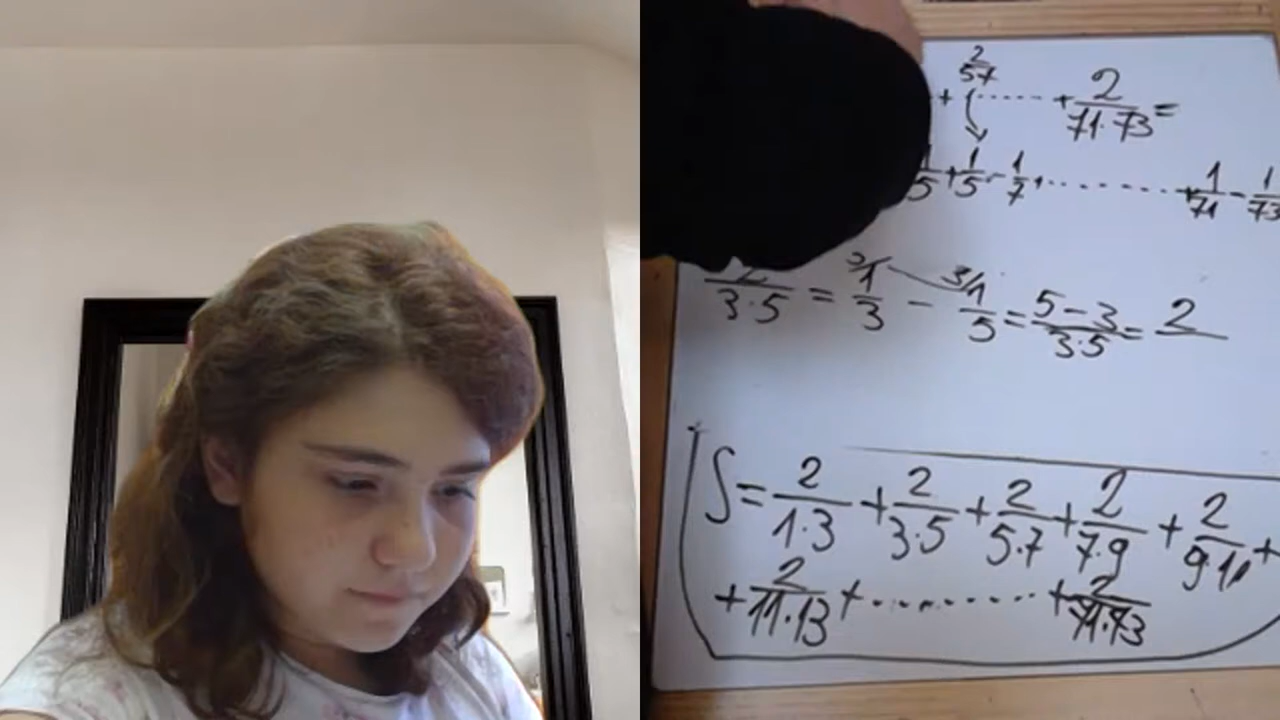 + 2/5·7 ...... + 2/(71·73) =
1/5 + 1/5 - 1/7 + ........ + 1/71 - 1/73
2/(3·5) = 1/3 - 1/5 = (5-3)/(3·5) = 2/
S = 2/(1·3) + 2/(3·5) + 2/(5·7) + 2/(7·9) + 2/(9·11) +
+ 2/(11·13) + ......... + 2/(71·73)